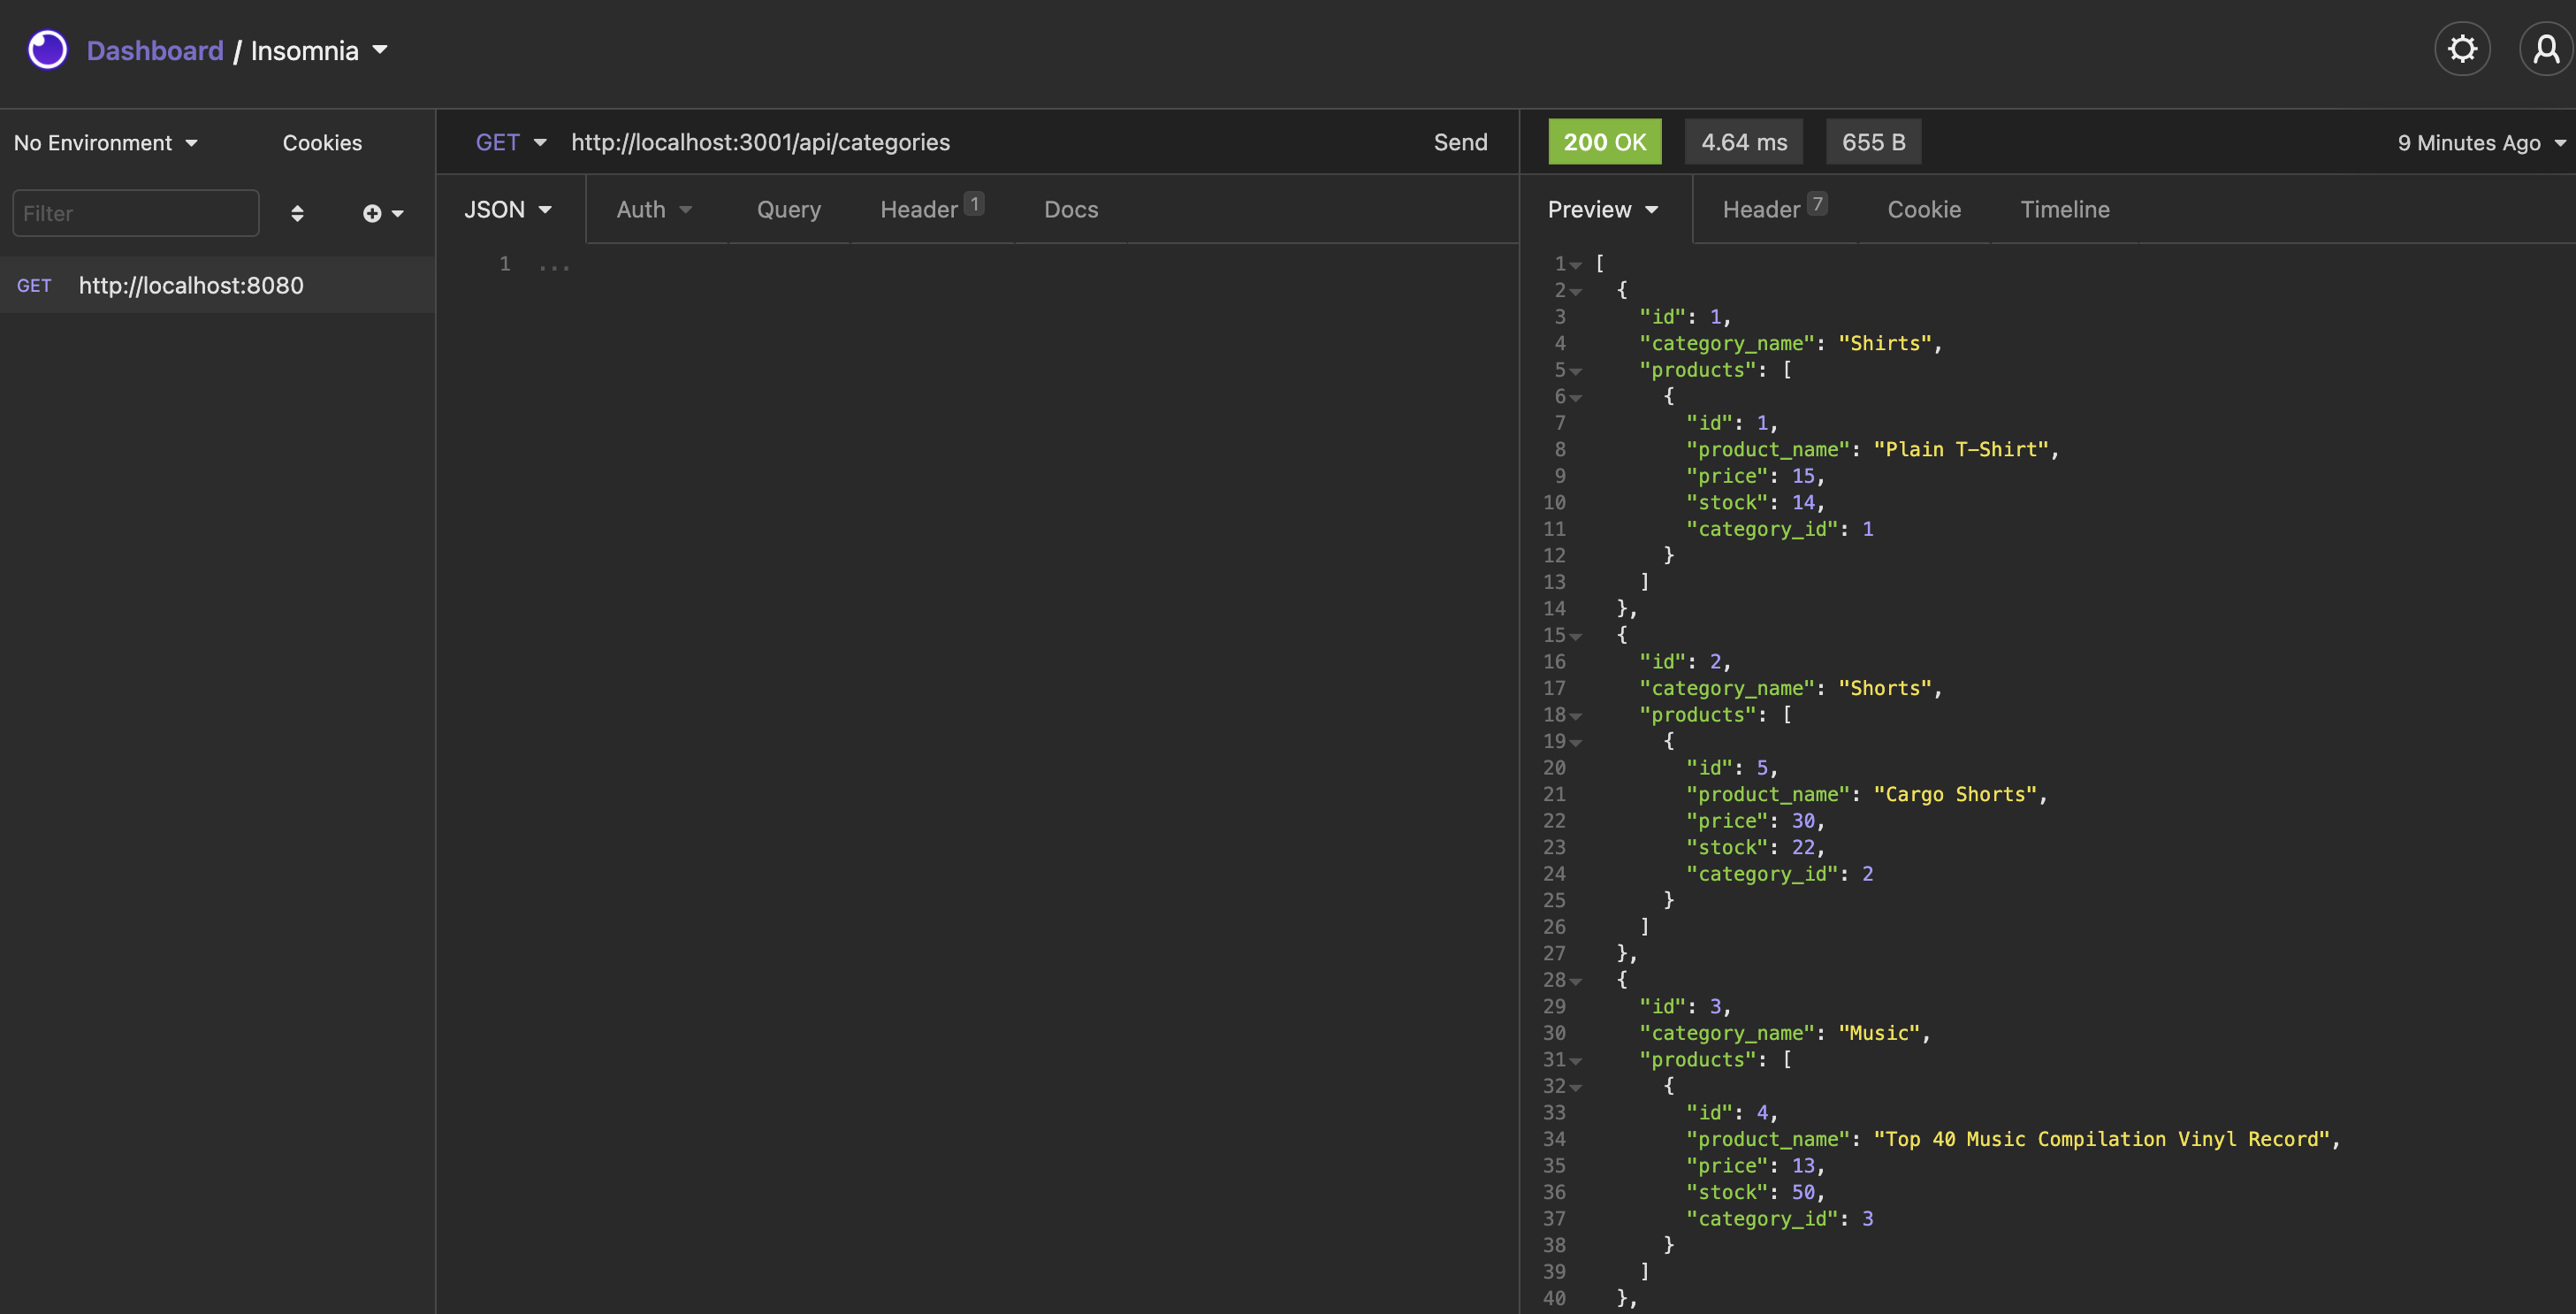 Dashboard / Insomnia
No Environment
Cookies
Filter
GET http://localhost:8080
GET http://localhost:3001/api/categories Send
JSON Auth Query Header 1 Docs
1 ...
200 OK 4.64 ms 655 B 9 Minutes Ago
Preview Header 7 Cookie Timeline
1 [
2 {
3 "id": 1,
4 "category_name": "Shirts",
5 "products": [
6 {
7 "id": 1,
8 "product_name": "Plain T-Shirt",
9 "price": 15,
10 "stock": 14,
11 "category_id": 1
12 }
13 ]
14 },
15 {
16 "id": 2,
17 "category_name": "Shorts",
18 "products": [
19 {
20 "id": 5,
21 "product_name": "Cargo Shorts",
22 "price": 30,
23 "stock": 22,
24 "category_id": 2
25 }
26 ]
27 },
28 {
29 "id": 3,
30 "category_name": "Music",
31 "products": [
32 {
33 "id": 4,
34 "product_name": "Top 40 Music Compilation Vinyl Record",
35 "price": 13,
36 "stock": 50,
37 "category_id": 3
38 }
39 ]
40 },